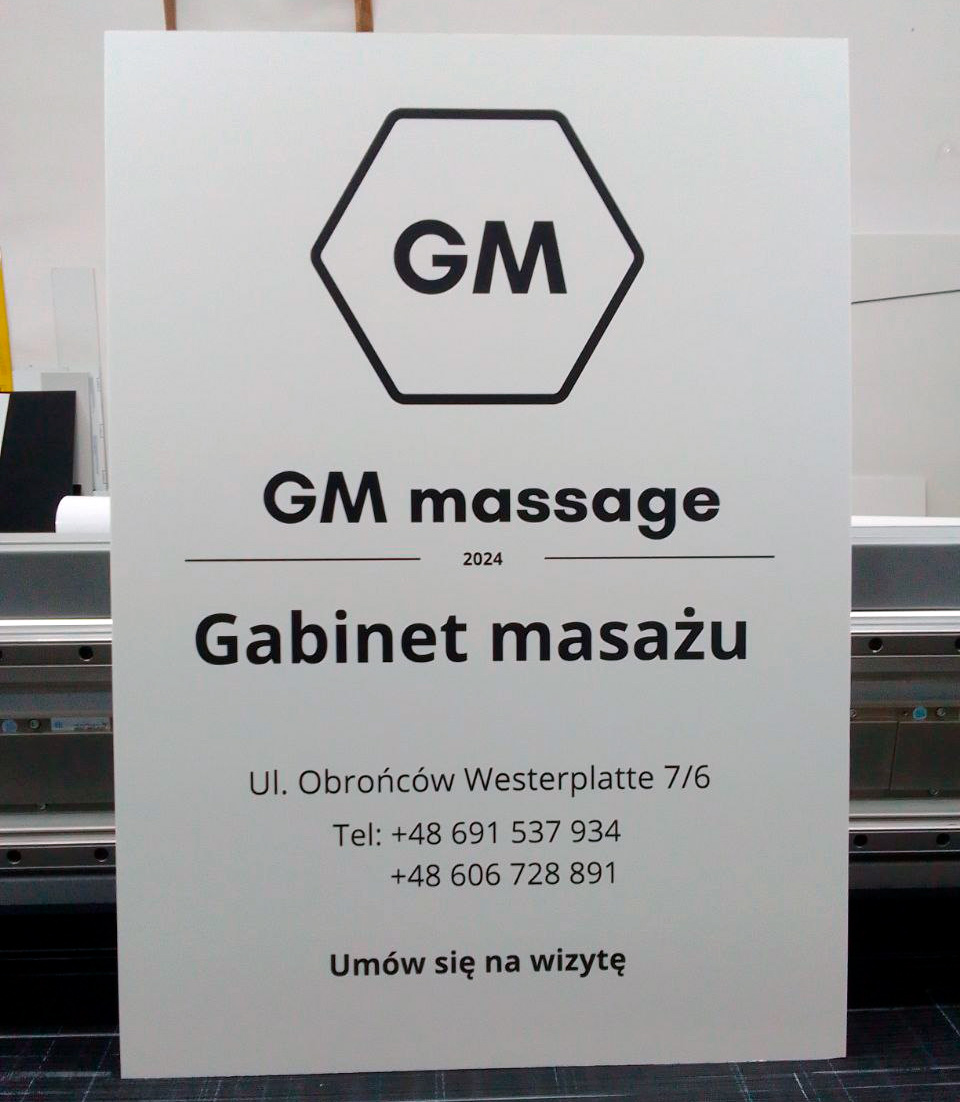 GM
GM massage
2024
Gabinet masażu
Ul. Obrońców Westerplatte 7/6
Tel: +48 691 537 934
+48 606 728 891
Umów się na wizytę